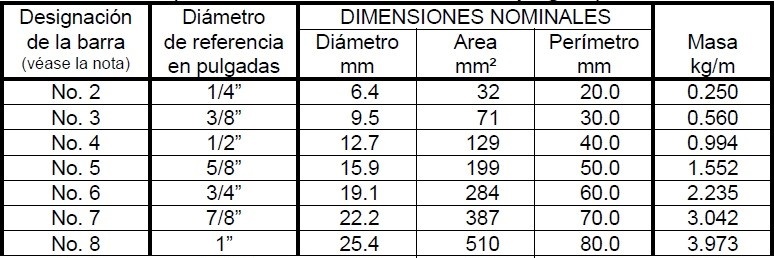 Designación de la barra (véase la nota) Diámetro de referencia en pulgadas DIMENSIONES NOMINALES
Diámetro mm Area mm² Perímetro mm Masa kg/m
No. 2 1/4” 6.4 32 20.0 0.250
No. 3 3/8” 9.5 71 30.0 0.560
No. 4 1/2” 12.7 129 40.0 0.994
No. 5 5/8” 15.9 199 50.0 1.552
No. 6 3/4” 19.1 284 60.0 2.235
No. 7 7/8” 22.2 387 70.0 3.042
No. 8 1” 25.4 510 80.0 3.973